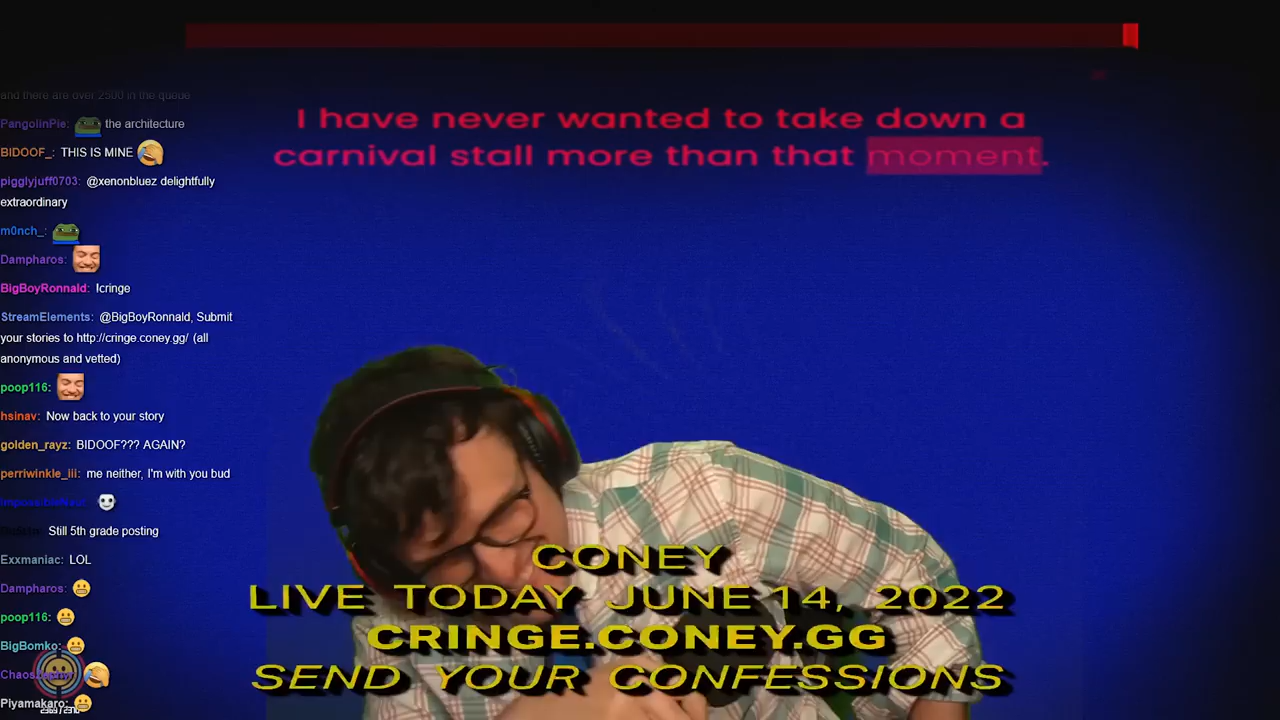 I have never wanted to take down a
carnival stall more than that moment.
and there are over 2500 in the queue
PangolinPie: the architecture
BIDOOF_: THIS IS MINE
pigglyjuff0703: @xenonbluez delightfully
extraordinary
m0nch_:
Dampharos:
BigBoyRonnald: !cringe
StreamElements: @BigBoyRonnald, Submit
your stories to http://cringe.coney.gg/ (all
anonymous and vetted)
poop116:
hsinav: Now back to your story
golden_rayz: BIDOOF??? AGAIN?
perriwinkle_iii: me neither, I'm with you bud
Still 5th grade posting
Exxmaniac: LOL
Dampharos:
poop116:
BigBomko:
Piyamakaro:
CONEY
LIVE TODAY JUNE 14, 2022
CRINGE.CONEY.GG
SEND YOUR CONFESSIONS